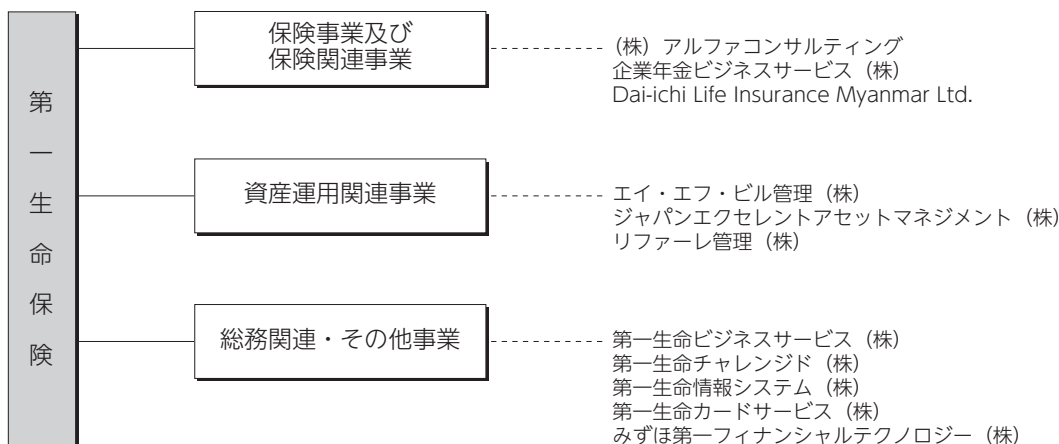 第一生命保険
保険事業及び
保険関連事業
(株) アルファコンサルティング
企業年金ビジネスサービス (株)
Dai-ichi Life Insurance Myanmar Ltd.
資産運用関連事業
エイ・エフ・ビル管理 (株)
ジャパンエクセレントアセットマネジメント (株)
リファーレ管理 (株)
総務関連・その他事業
第一生命ビジネスサービス (株)
第一生命チャレンジド (株)
第一生命情報システム (株)
第一生命カードサービス (株)
みずほ第一フィナンシャルテクノロジー (株)